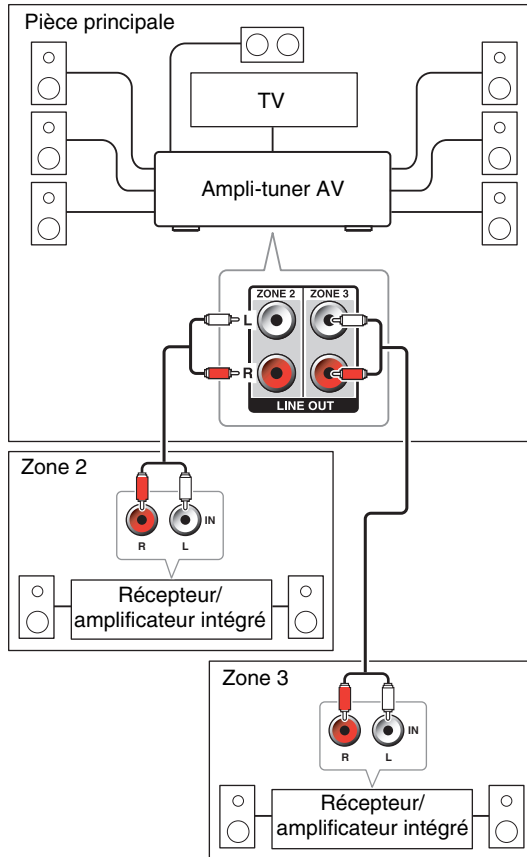 Pièce principale
TV
Ampli-tuner AV
ZONE 2 ZONE 3
L
R
LINE OUT
Zone 2
IN
R L
Récepteur/
amplificateur intégré
Zone 3
IN
R L
Récepteur/
amplificateur intégré